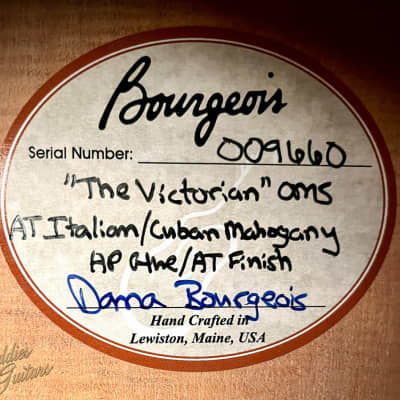 Bourgeois
Serial Number: 009660
"The Victorian" OMS
AT Italian/Cuban Mahogany
HP Glue/AT Finish
Dana Bourgeois
Hand Crafted in
Lewiston, Maine, USA
Guitars